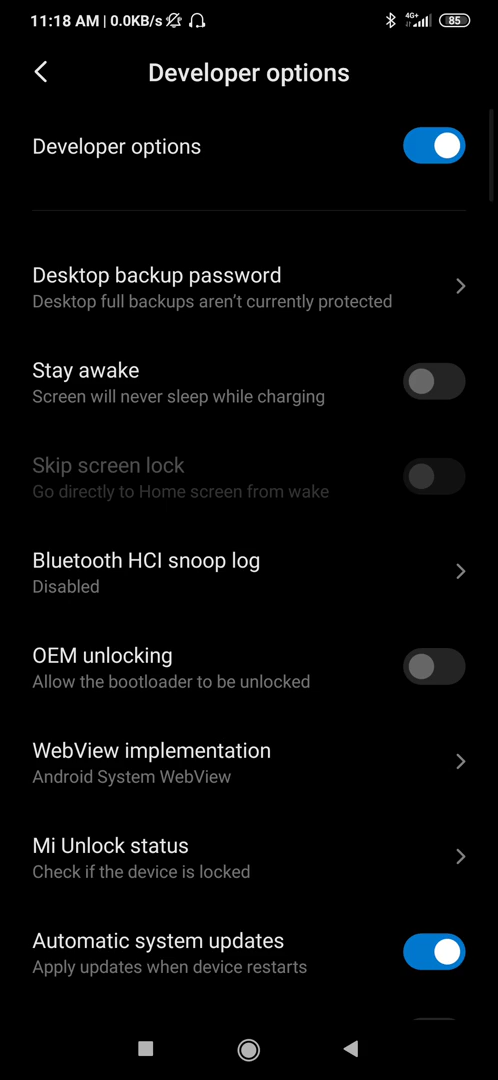 11:18 AM | 0.0KB/s 4G+ 85
Developer options
Developer options
Desktop backup password
Desktop full backups aren't currently protected
Stay awake
Screen will never sleep while charging
Skip screen lock
Go directly to Home screen from wake
Bluetooth HCI snoop log
Disabled
OEM unlocking
Allow the bootloader to be unlocked
WebView implementation
Android System WebView
Mi Unlock status
Check if the device is locked
Automatic system updates
Apply updates when device restarts